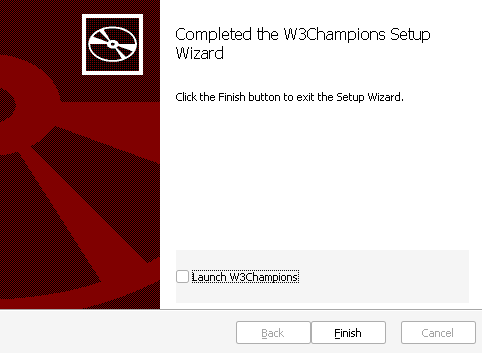 Completed the W3Champions Setup
Wizard
Click the Finish button to exit the Setup Wizard.
Launch W3Champions
Back
Finish
Cancel